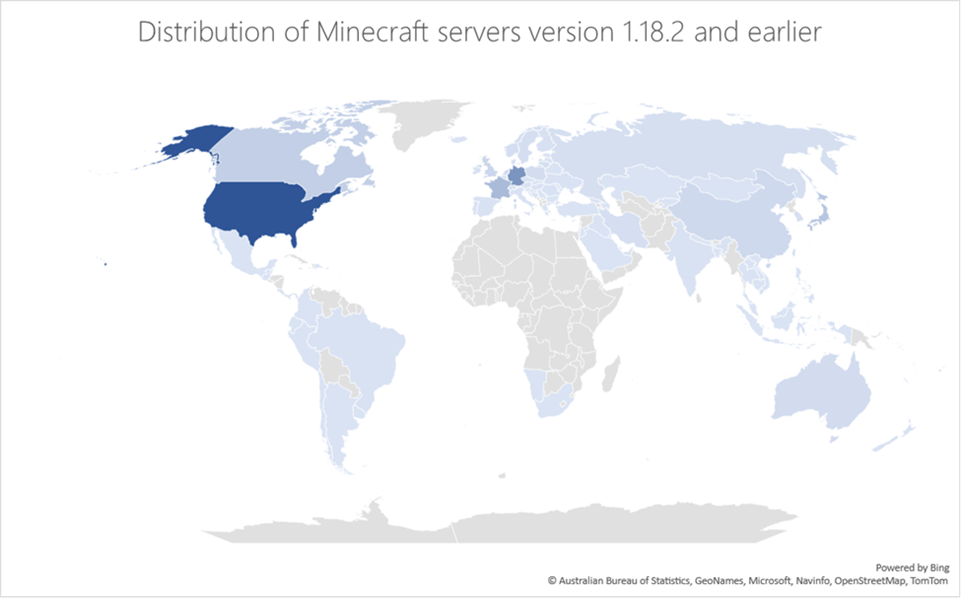 Distribution of Minecraft servers version 1.18.2 and earlier
Powered by Bing
© Australian Bureau of Statistics, GeoNames, Microsoft, Navinfo, OpenStreetMap, TomTom